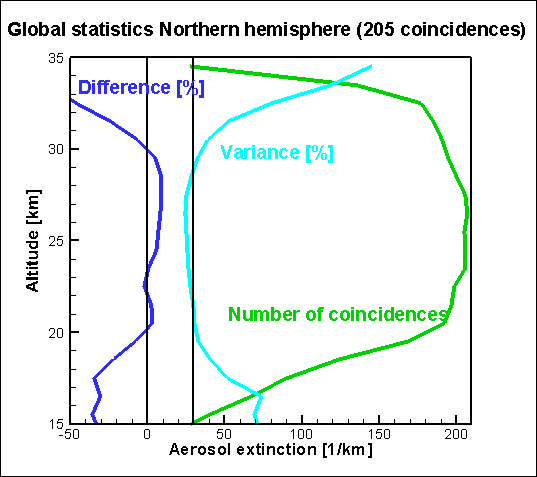 Global statistics Northern hemisphere (205 coincidences)
35
Difference [%]
30
Variance [%]
Altitude [km]
25
Number of coincidences
20
15
-50 0 50 100 150 200
Aerosol extinction [1/km]